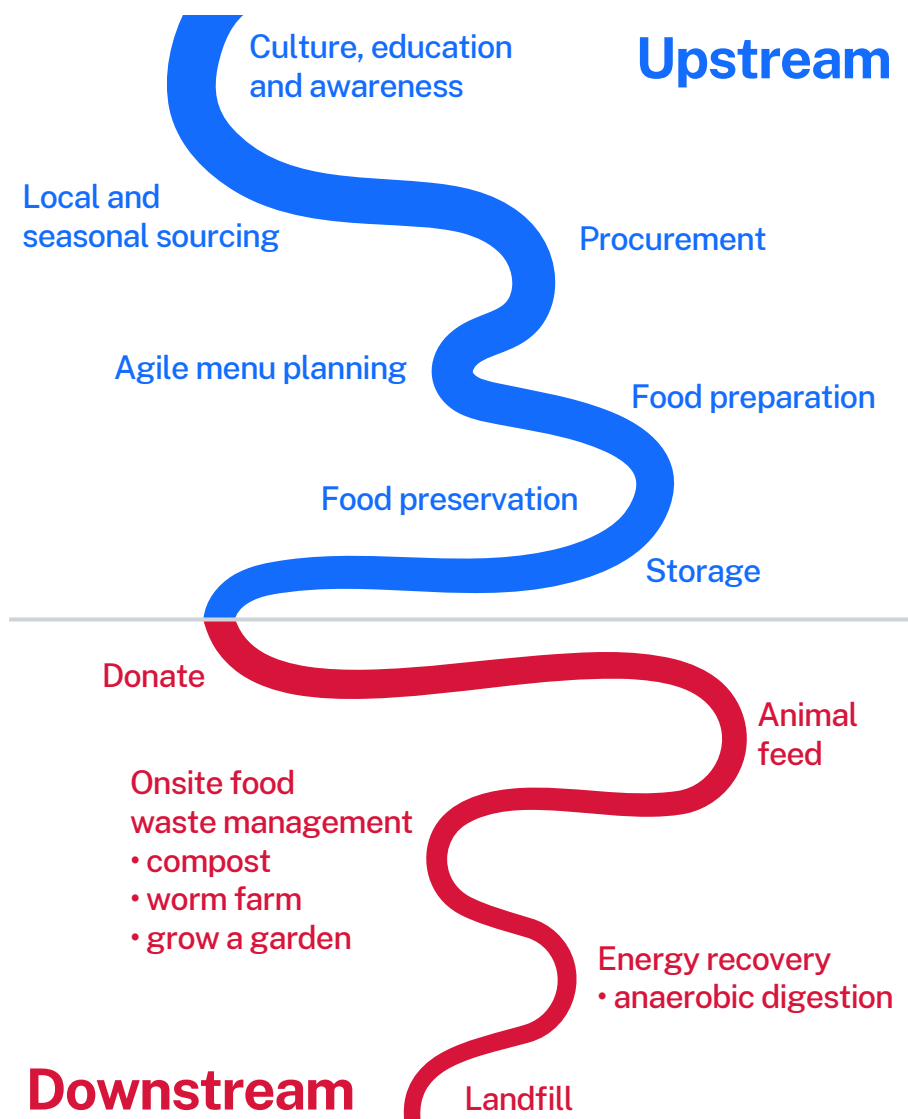 Upstream
Culture, education
and awareness
Local and
seasonal sourcing
Procurement
Agile menu planning
Food preparation
Food preservation
Storage
Donate
Animal
feed
Onsite food
waste management
• compost
• worm farm
• grow a garden
Energy recovery
• anaerobic digestion
Downstream
Landfill